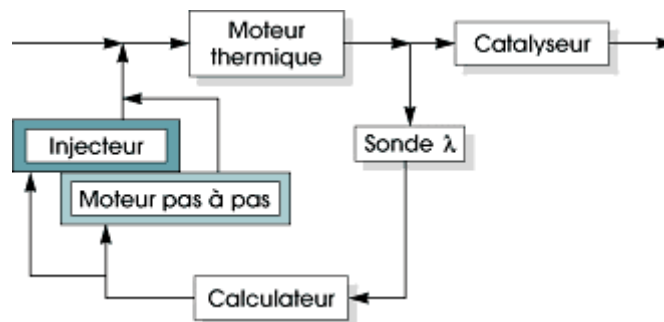 Moteur
thermique
Catalyseur
Injecteur
Sonde λ
Moteur pas à pas
Calculateur